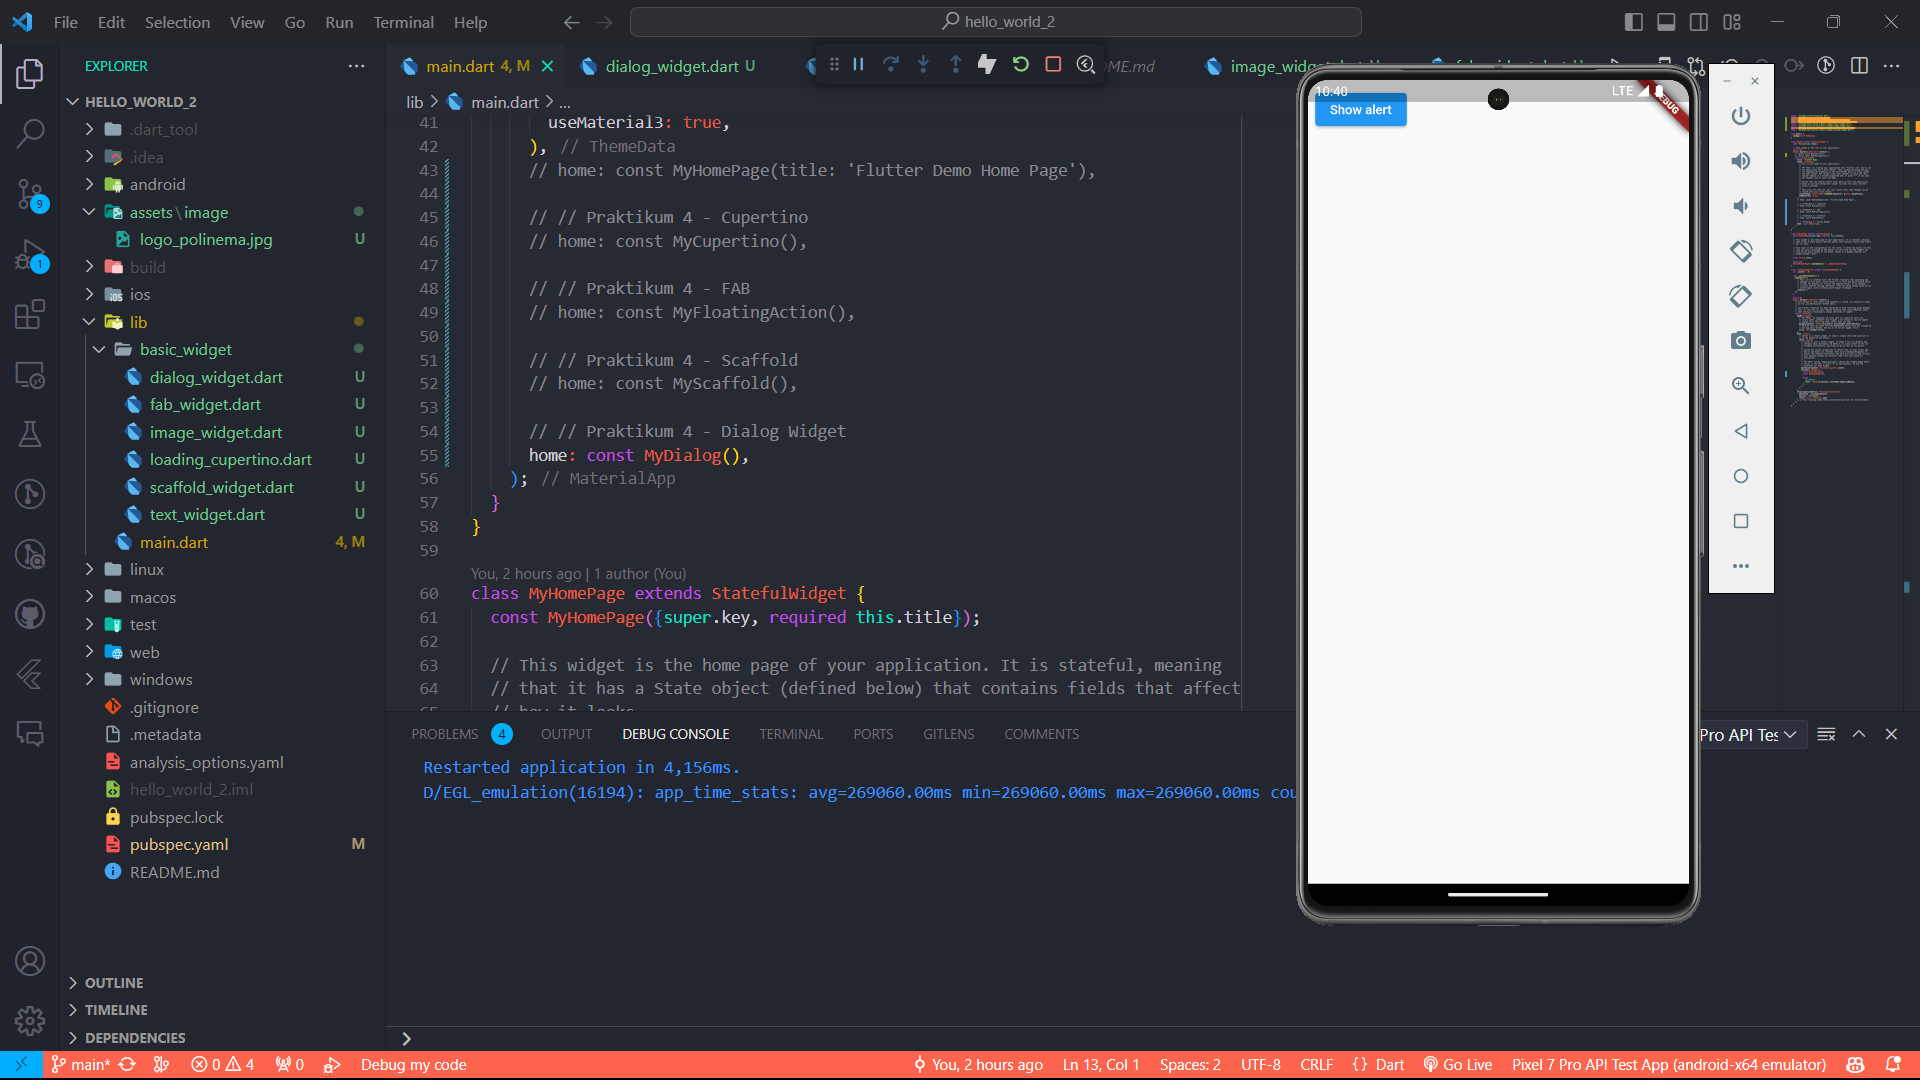 File Edit Selection View Go Run Terminal Help
hello_world_2
EXPLORER
main.dart 4, M
dialog_widget.dart U
HELLO_WORLD_2
.dart_tool
.idea
android
assets\image
logo_polinema.jpg U
build
ios
lib
basic_widget
dialog_widget.dart U
fab_widget.dart U
image_widget.dart U
loading_cupertino.dart U
scaffold_widget.dart U
text_widget.dart U
main.dart 4, M
linux
macos
test
web
windows
.gitignore
.metadata
analysis_options.yaml
hello_world_2.iml
pubspec.lock
pubspec.yaml M
README.md
OUTLINE
TIMELINE
DEPENDENCIES
9
1
lib > main.dart > ...
41 useMaterial3: true,
42 ), // ThemeData
43 // home: const MyHomePage(title: 'Flutter Demo Home Page'),
44
45 // // Praktikum 4 - Cupertino
46 // home: const MyCupertino(),
47
48 // // Praktikum 4 - FAB
49 // home: const MyFloatingAction(),
50
51 // // Praktikum 4 - Scaffold
52 // home: const MyScaffold(),
53
54 // // Praktikum 4 - Dialog Widget
55 home: const MyDialog(),
56 ); // MaterialApp
57 }
58 }
59
You, 2 hours ago | 1 author (You)
60 class MyHomePage extends StatefulWidget {
61 const MyHomePage({super.key, required this.title});
62
63 // This widget is the home page of your application. It is stateful, meaning
64 // that it has a State object (defined below) that contains fields that affect
PROBLEMS 4 OUTPUT DEBUG CONSOLE TERMINAL PORTS GITLENS COMMENTS
Restarted application in 4,156ms.
D/EGL_emulation(16194): app_time_stats: avg=269060.00ms min=269060.00ms max=269060.00ms cou
10:40 LTE
Show alert
main* 0 4 0 Debug my code
You, 2 hours ago Ln 13, Col 1 Spaces: 2 UTF-8 CRLF {} Dart Go Live Pixel 7 Pro API Test App (android-x64 emulator)